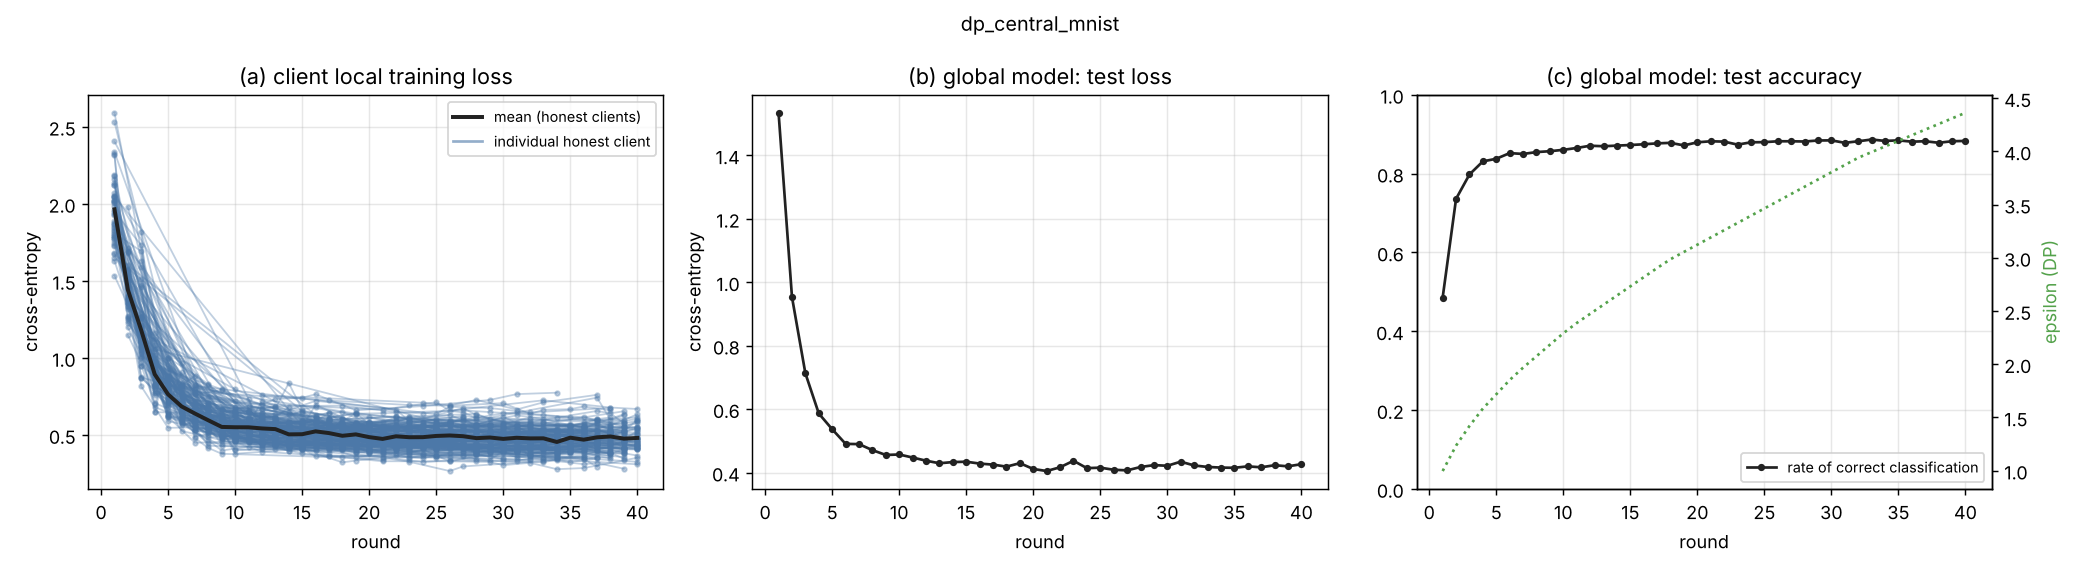 dp_central_mnist
(a) client local training loss
mean (honest clients)
individual honest client
cross-entropy
2.5
2.0
1.5
1.0
0.5
0 5 10 15 20 25 30 35 40
round
(b) global model: test loss
cross-entropy
1.4
1.2
1.0
0.8
0.6
0.4
0 5 10 15 20 25 30 35 40
round
(c) global model: test accuracy
1.0
0.8
0.6
0.4
0.2
0.0
rate of correct classification
4.5
4.0
3.5
3.0
2.5
2.0
1.5
1.0
epsilon (DP)
0 5 10 15 20 25 30 35 40
round